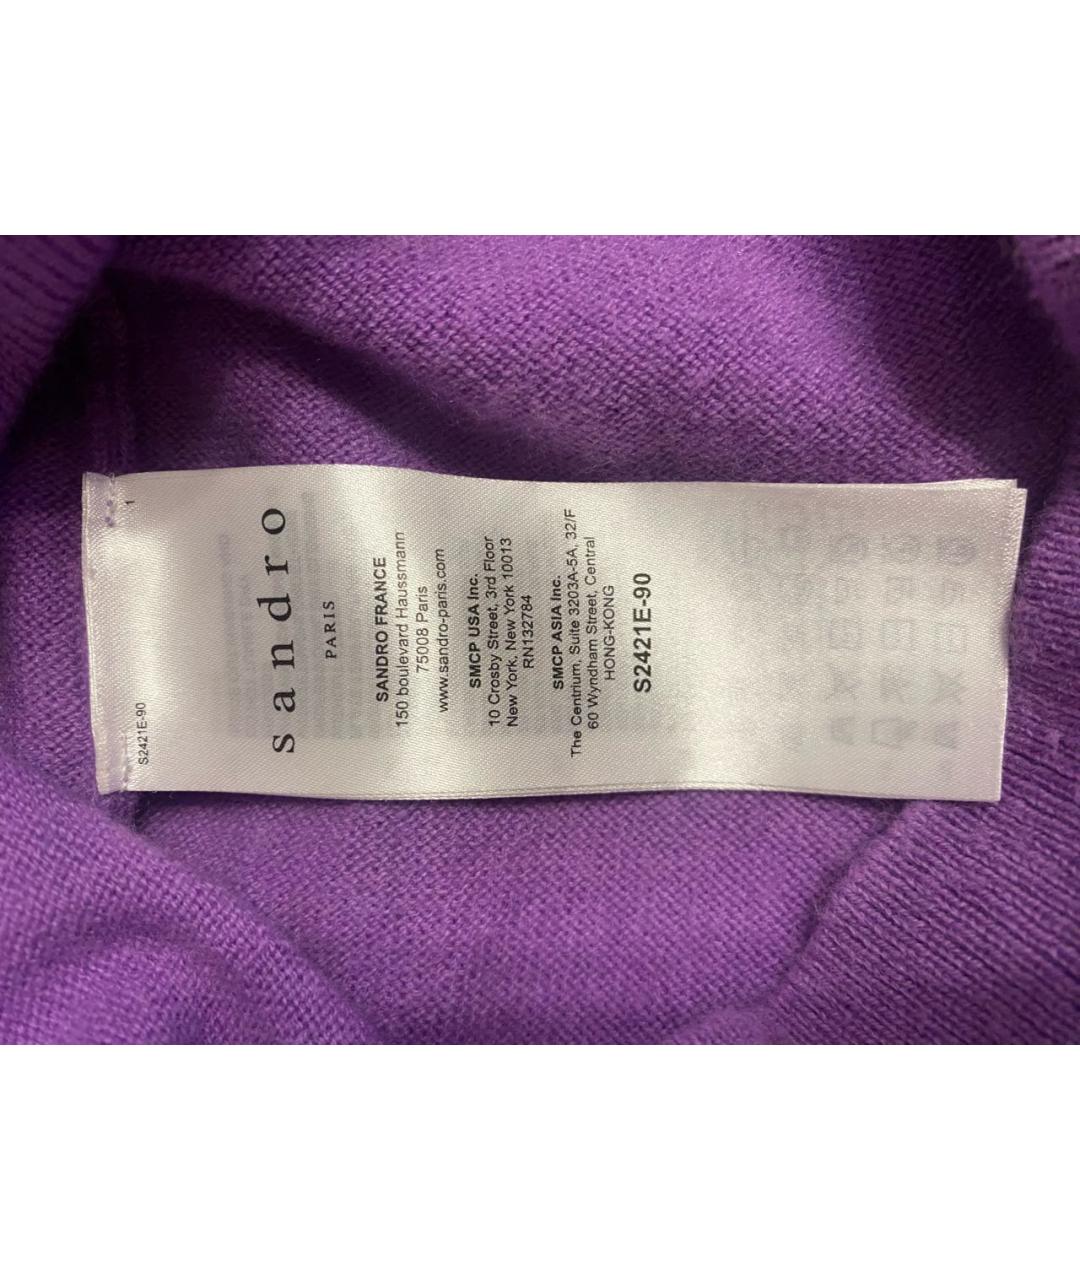 S2421E-90
1
sandro
PARIS
SANDRO FRANCE
150 boulevard Haussmann
75008 Paris
www.sandro-paris.com
SMCP USA Inc.
10 Crosby Street, 3rd Floor
New York, New York 10013
RN132784
SMCP ASIA Inc.
The Centrium, Suite 3203A-5A, 32/F
60 Wyndham Street, Central
HONG-KONG
S2421E-90